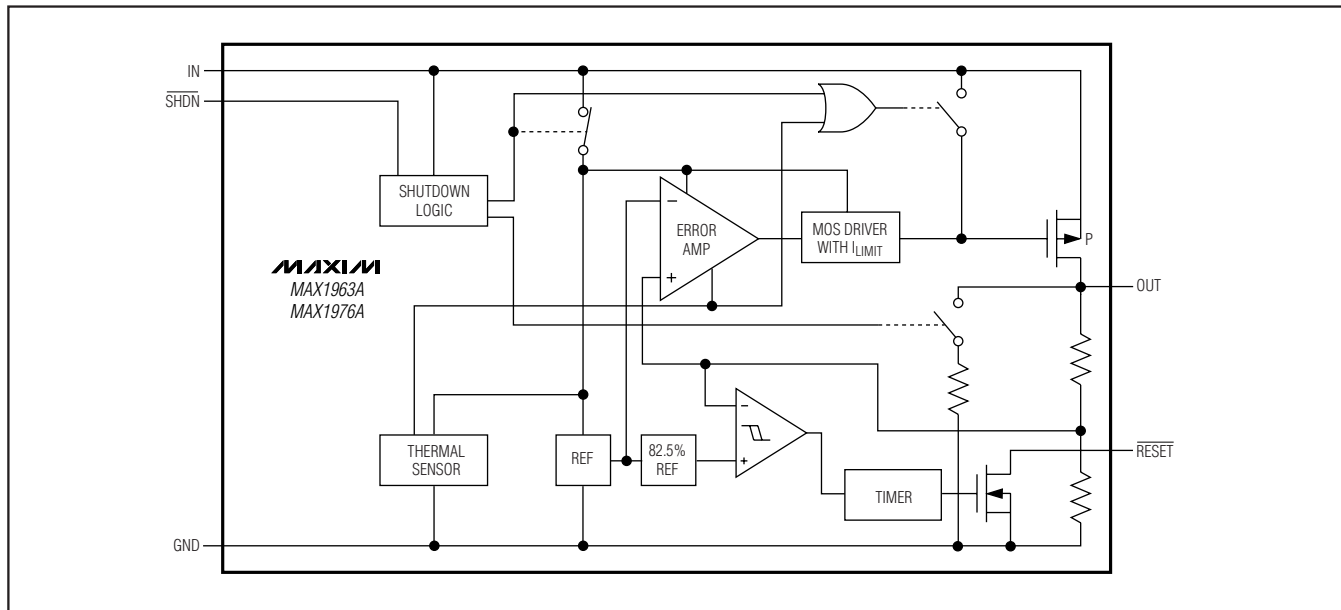 IN
SHDN
SHUTDOWN
LOGIC
−
ERROR
AMP
+
MOS DRIVER
WITH ILIMIT
P
MAXIM
MAX1963A
MAX1976A
OUT
−
+
THERMAL
SENSOR
REF
82.5%
REF
TIMER
RESET
GND